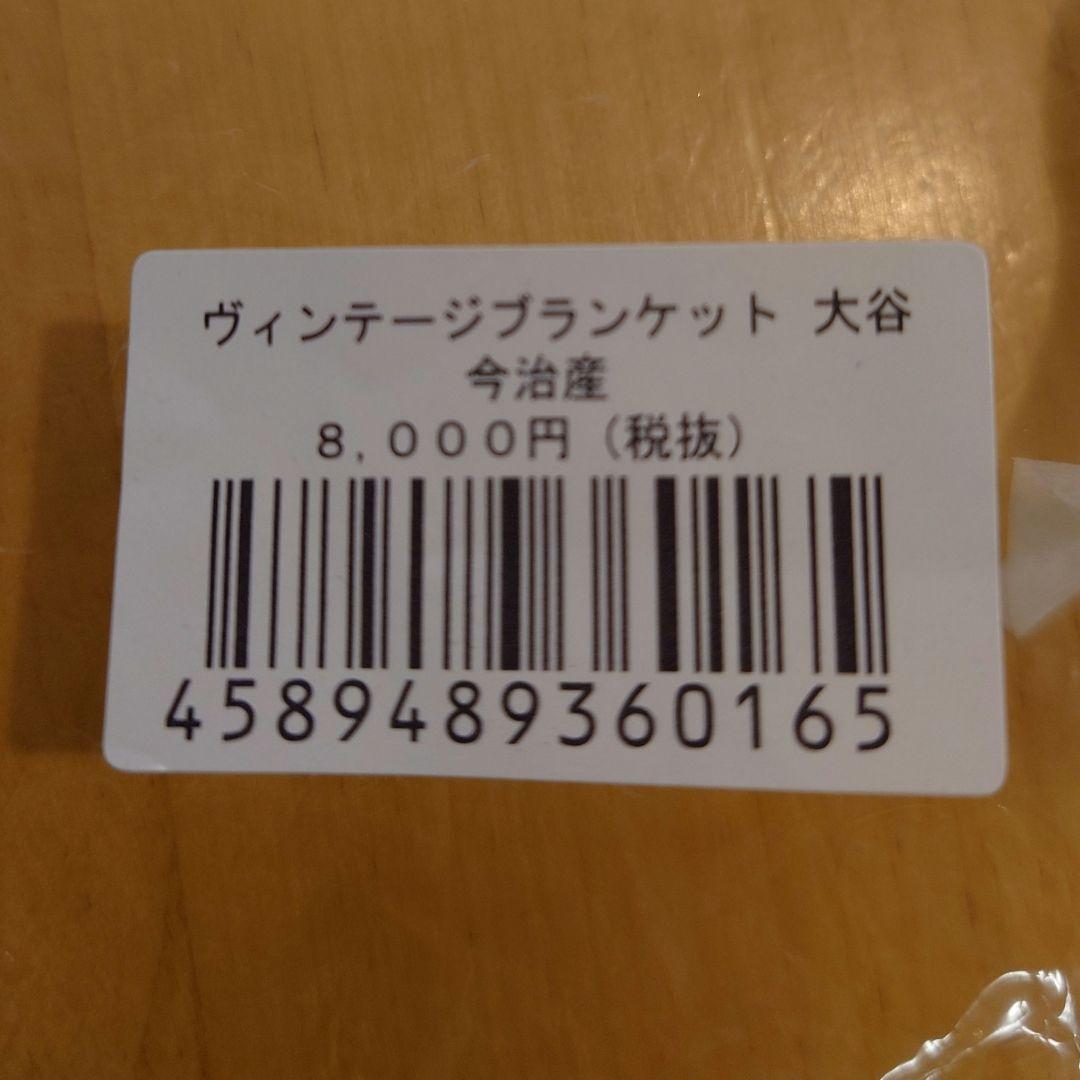 ヴィンテージブランケット 大谷
今治産
8,000円(税抜)
4589489360165